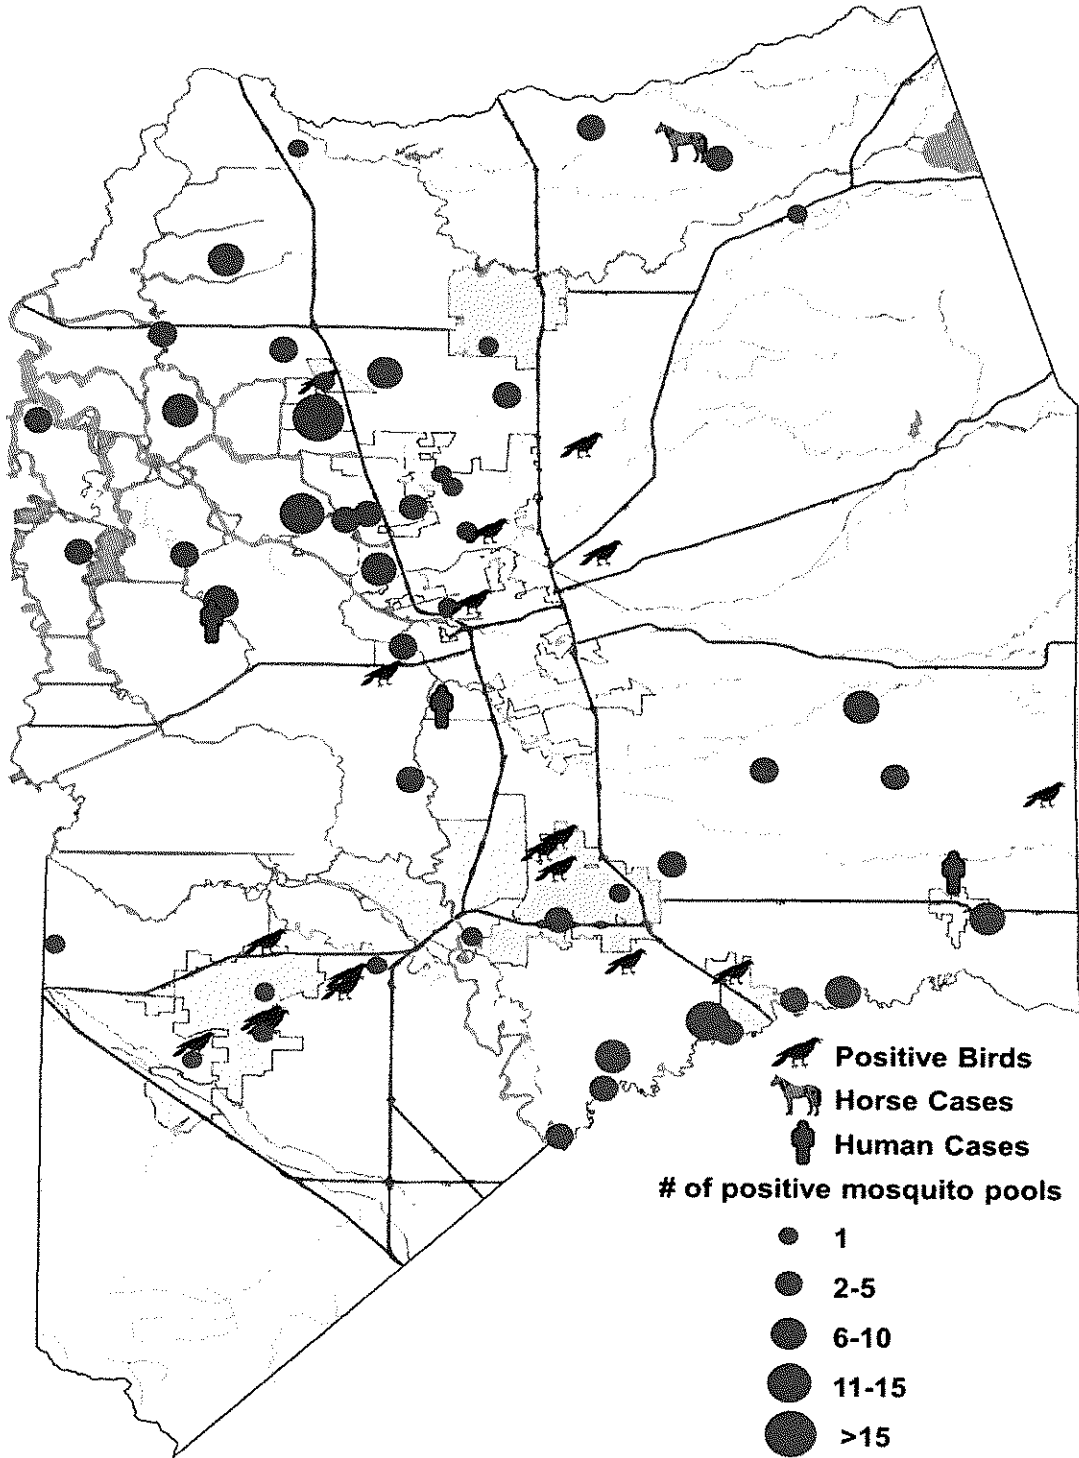 Positive Birds
Horse Cases
Human Cases
# of positive mosquito pools
1
2-5
6-10
11-15
>15